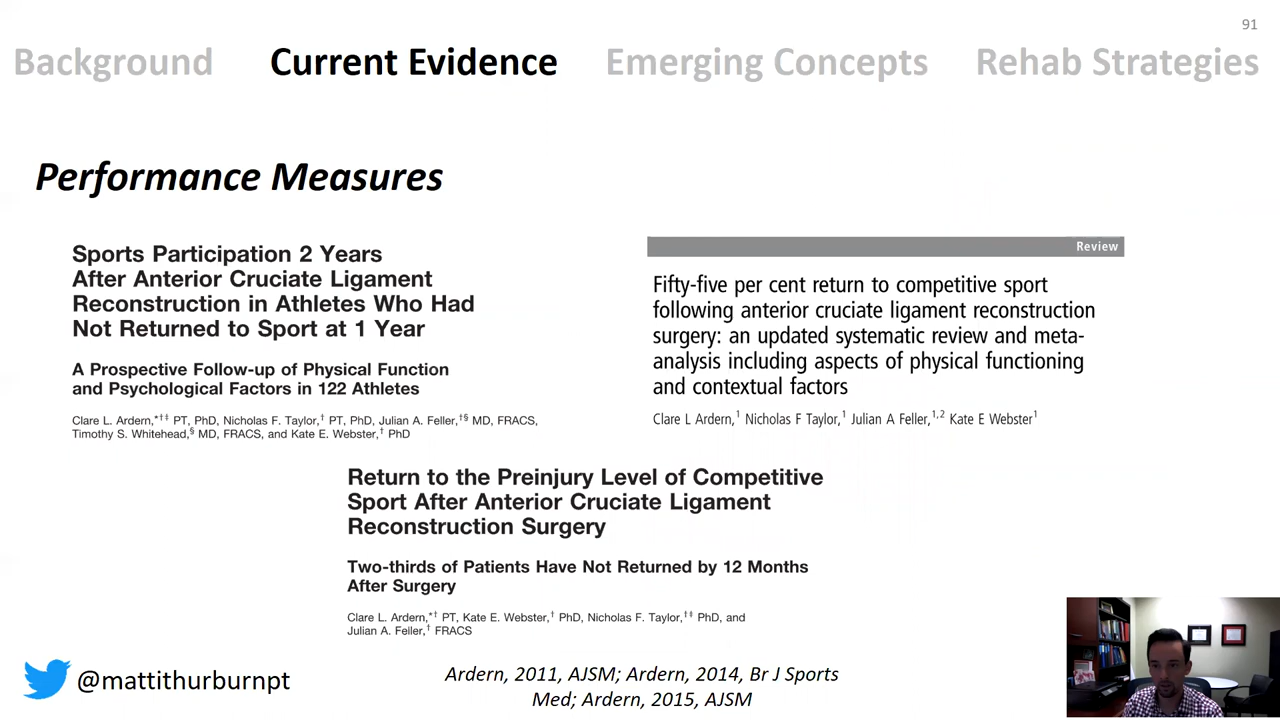 91
Background Current Evidence Emerging Concepts Rehab Strategies
Performance Measures
Sports Participation 2 Years
After Anterior Cruciate Ligament
Reconstruction in Athletes Who Had
Not Returned to Sport at 1 Year
A Prospective Follow-up of Physical Function
and Psychological Factors in 122 Athletes
Clare L. Ardern,*†‡ PT, PhD, Nicholas F. Taylor,† PT, PhD, Julian A. Feller,†§ MD, FRACS,
Timothy S. Whitehead,§ MD, FRACS, and Kate E. Webster,† PhD
Review
Fifty-five per cent return to competitive sport
following anterior cruciate ligament reconstruction
surgery: an updated systematic review and meta-
analysis including aspects of physical functioning
and contextual factors
Clare L Ardern,¹ Nicholas F Taylor,¹ Julian A Feller,¹,² Kate E Webster¹
Return to the Preinjury Level of Competitive
Sport After Anterior Cruciate Ligament
Reconstruction Surgery
Two-thirds of Patients Have Not Returned by 12 Months
After Surgery
Clare L. Ardern,*† PT, Kate E. Webster,† PhD, Nicholas F. Taylor,†‡ PhD, and
Julian A. Feller,† FRACS
@mattithurburnpt
Ardern, 2011, AJSM; Ardern, 2014, Br J Sports
Med; Ardern, 2015, AJSM